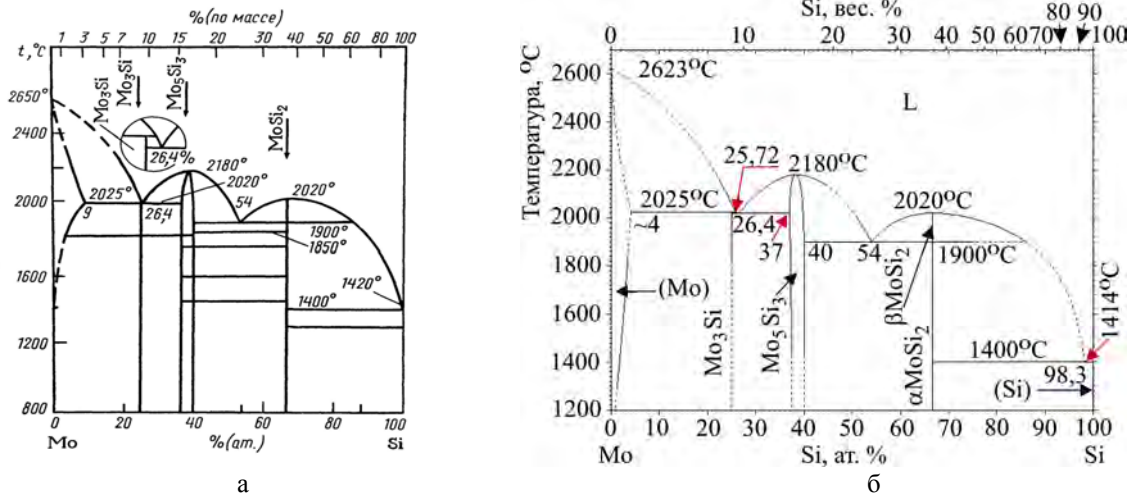 %(по массе)
1 3 5 7 10 15 25 30 40 50 60 80 100
t,°C
2650°
2400
2000
1600
1200
800
Mo₃Si
Mo₃Si
Mo₅Si₃
MoSi₂
26,4%
2180°
2025°
2020°
54
2020°
9
26,4
1900°
1850°
1420°
1400°
0 20 40 60 80 100
Mo
%(ат.)
Si
а
Si, вес. %
80 90
0 10 20 30 40 50 60 70 100
Температура, °C
2600
2400
2200
2000
1800
1600
1400
1200
2623°C
L
25,72
2180°C
2025°C
2020°C
~4
26,4
37
40
54
1900°C
(Mo)
Mo₃Si
Mo₅Si₃
βMoSi₂
αMoSi₂
1414°C
1400°C
98,3
(Si)
0 10 20 30 40 50 60 70 80 90 100
Mo
Si, ат. %
Si
б